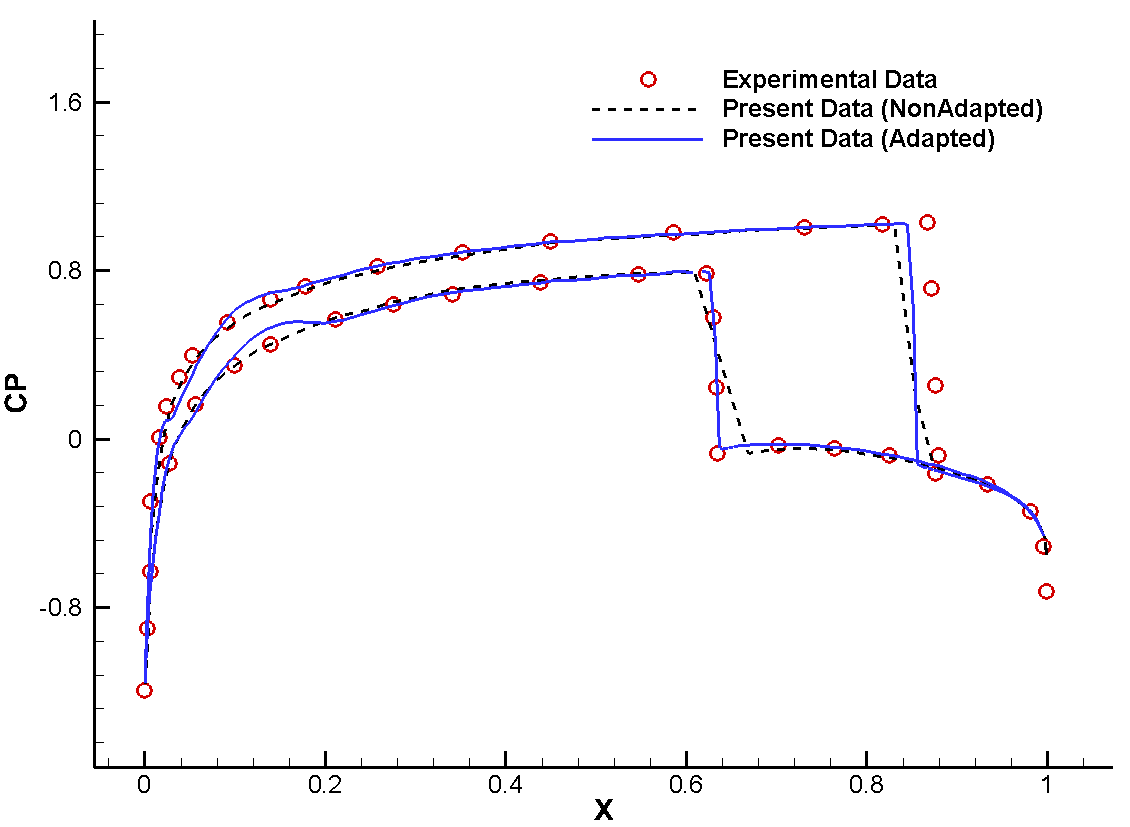 Experimental Data
Present Data (NonAdapted)
Present Data (Adapted)
1.6
0.8
0
-0.8
CP
0 0.2 0.4 0.6 0.8 1
X